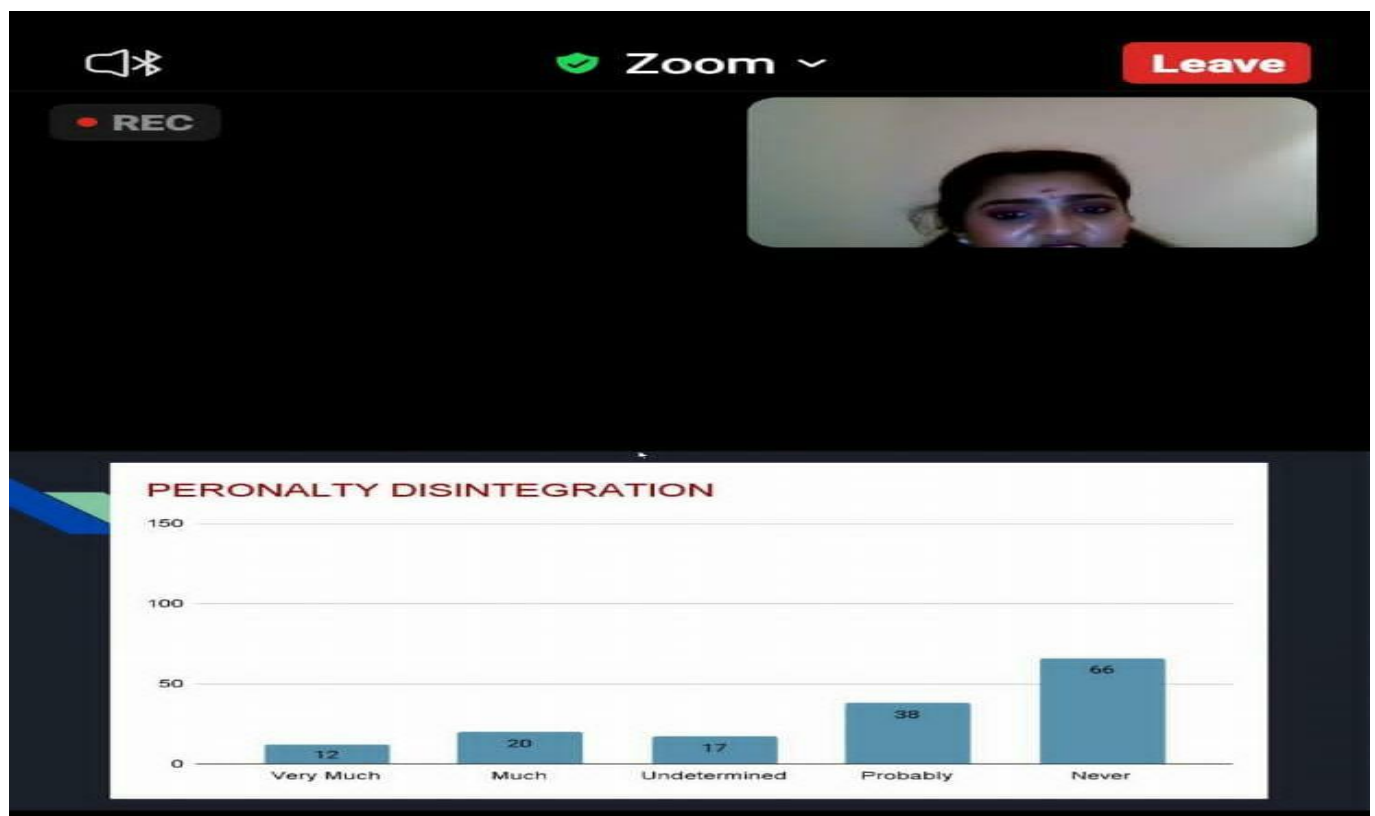 Zoom
Leave
REC
PERONALTY DISINTEGRATION
150
100
50
0
12
20
17
38
66
Very Much
Much
Undetermined
Probably
Never